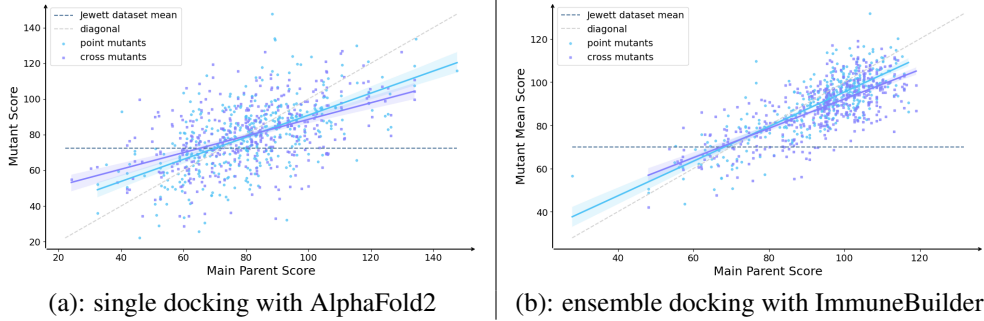 Jewett dataset mean
diagonal
point mutants
cross mutants
140
120
100
80
60
40
20
Mutant Score
20 40 60 80 100 120 140
Main Parent Score
(a): single docking with AlphaFold2
Jewett dataset mean
diagonal
point mutants
cross mutants
120
100
80
60
40
Mutant Mean Score
40 60 80 100 120
Main Parent Score
(b): ensemble docking with ImmuneBuilder